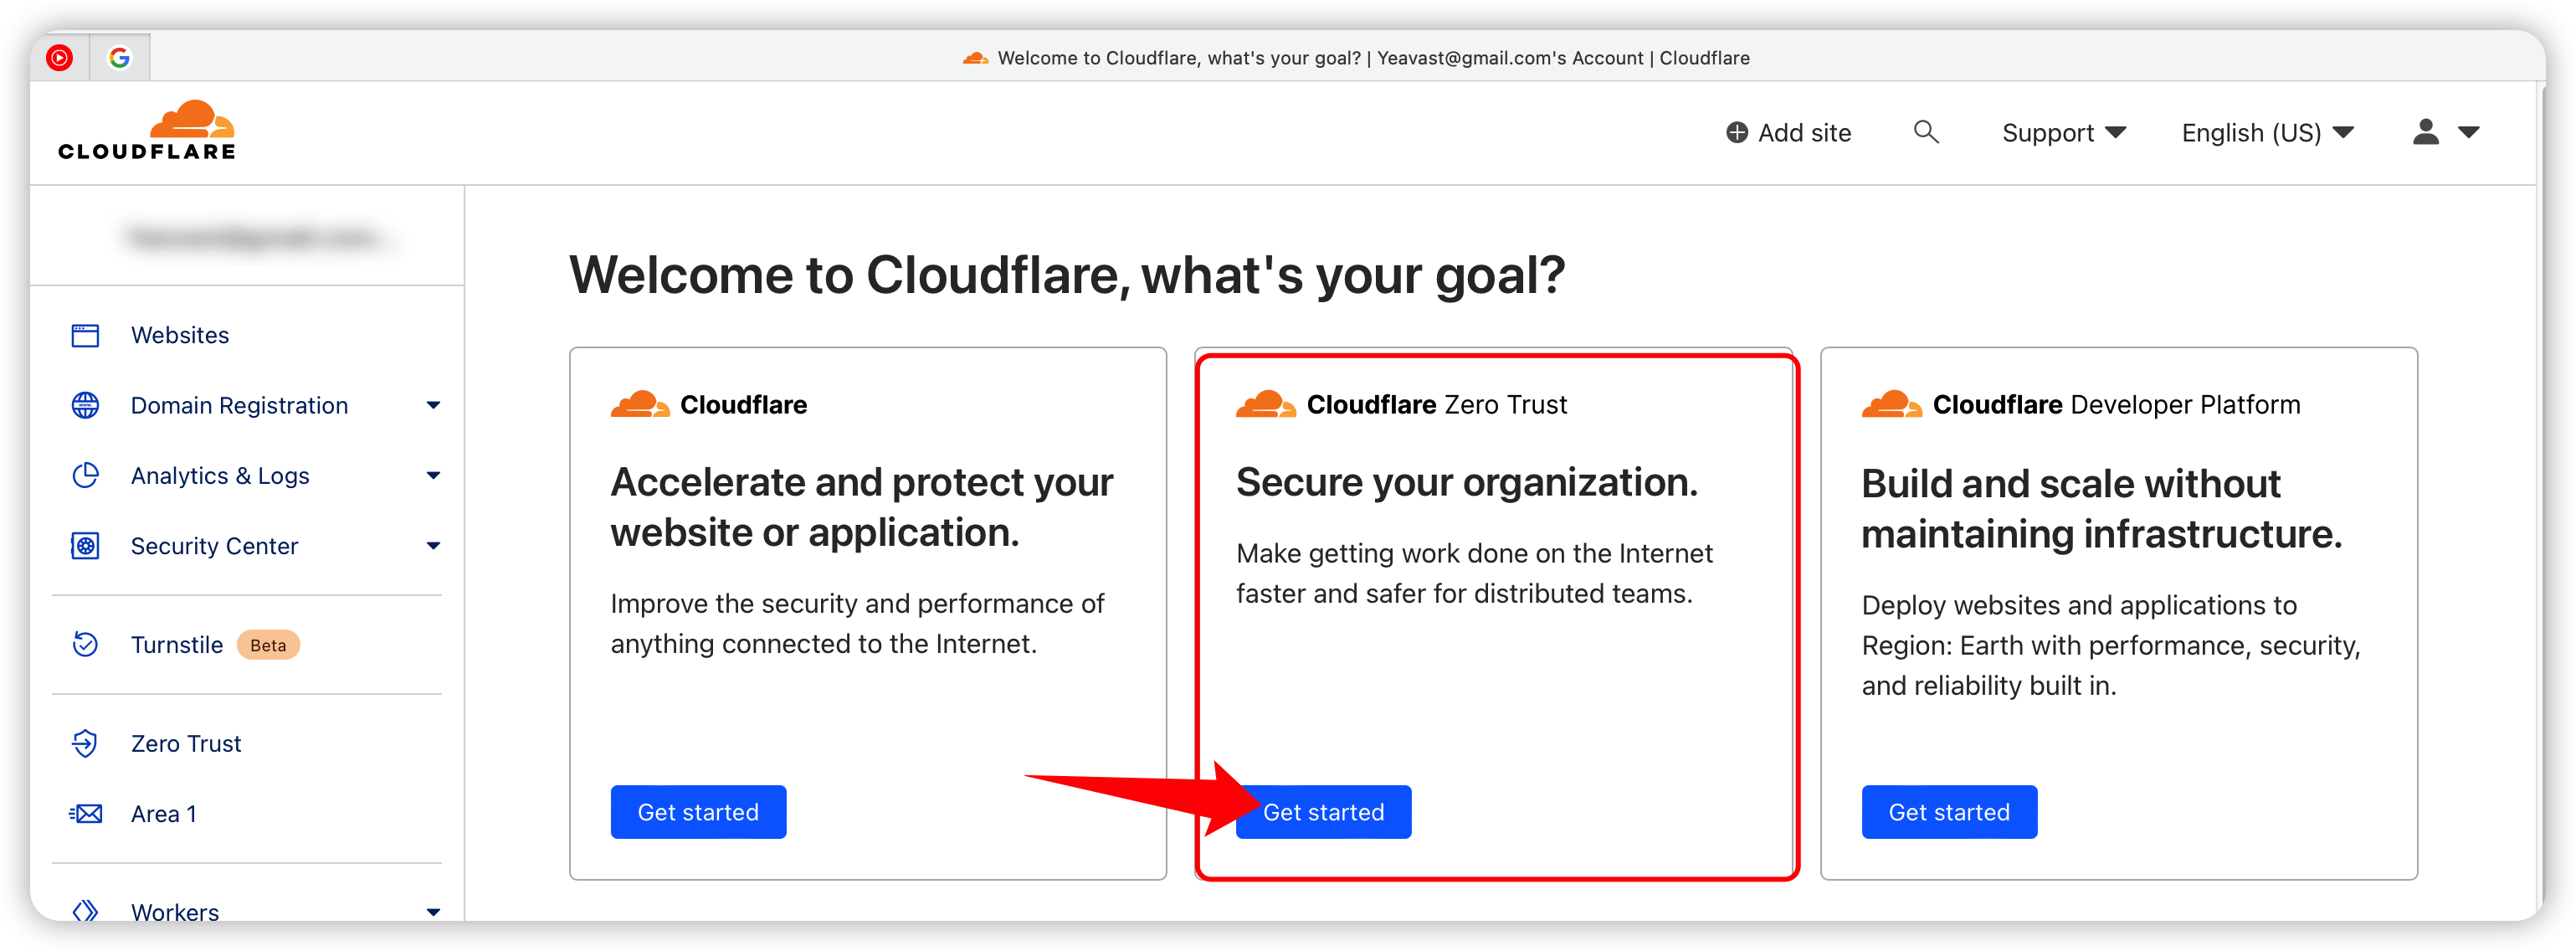 Welcome to Cloudflare, what's your goal? | Yeavast@gmail.com's Account | Cloudflare
CLOUDFLARE
Add site
Support
English (US)
Websites
Domain Registration
Analytics & Logs
Security Center
Turnstile Beta
Zero Trust
Area 1
Workers
Welcome to Cloudflare, what's your goal?
Cloudflare
Accelerate and protect your
website or application.
Improve the security and performance of
anything connected to the Internet.
Get started
Cloudflare Zero Trust
Secure your organization.
Make getting work done on the Internet
faster and safer for distributed teams.
Get started
Cloudflare Developer Platform
Build and scale without
maintaining infrastructure.
Deploy websites and applications to
Region: Earth with performance, security,
and reliability built in.
Get started